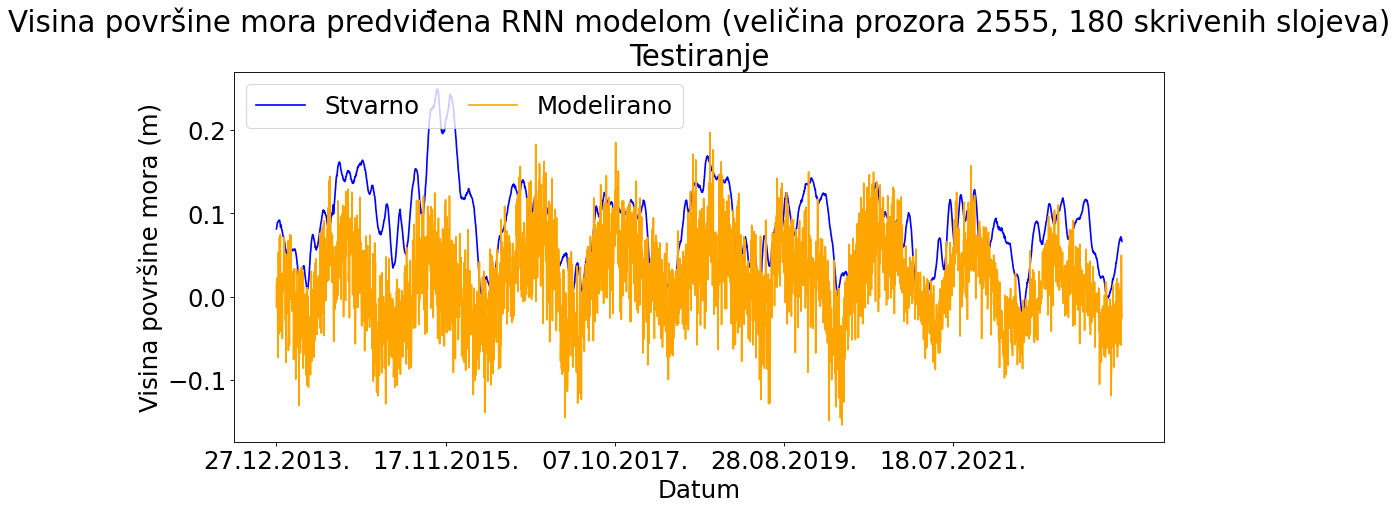 Visina površine mora predviđena RNN modelom (veličina prozora 2555, 180 skrivenih slojeva)
Testiranje
Stvarno
Modelirano
Visina površine mora (m)
0.2
0.1
0.0
−0.1
27.12.2013.
17.11.2015.
07.10.2017.
28.08.2019.
18.07.2021.
Datum